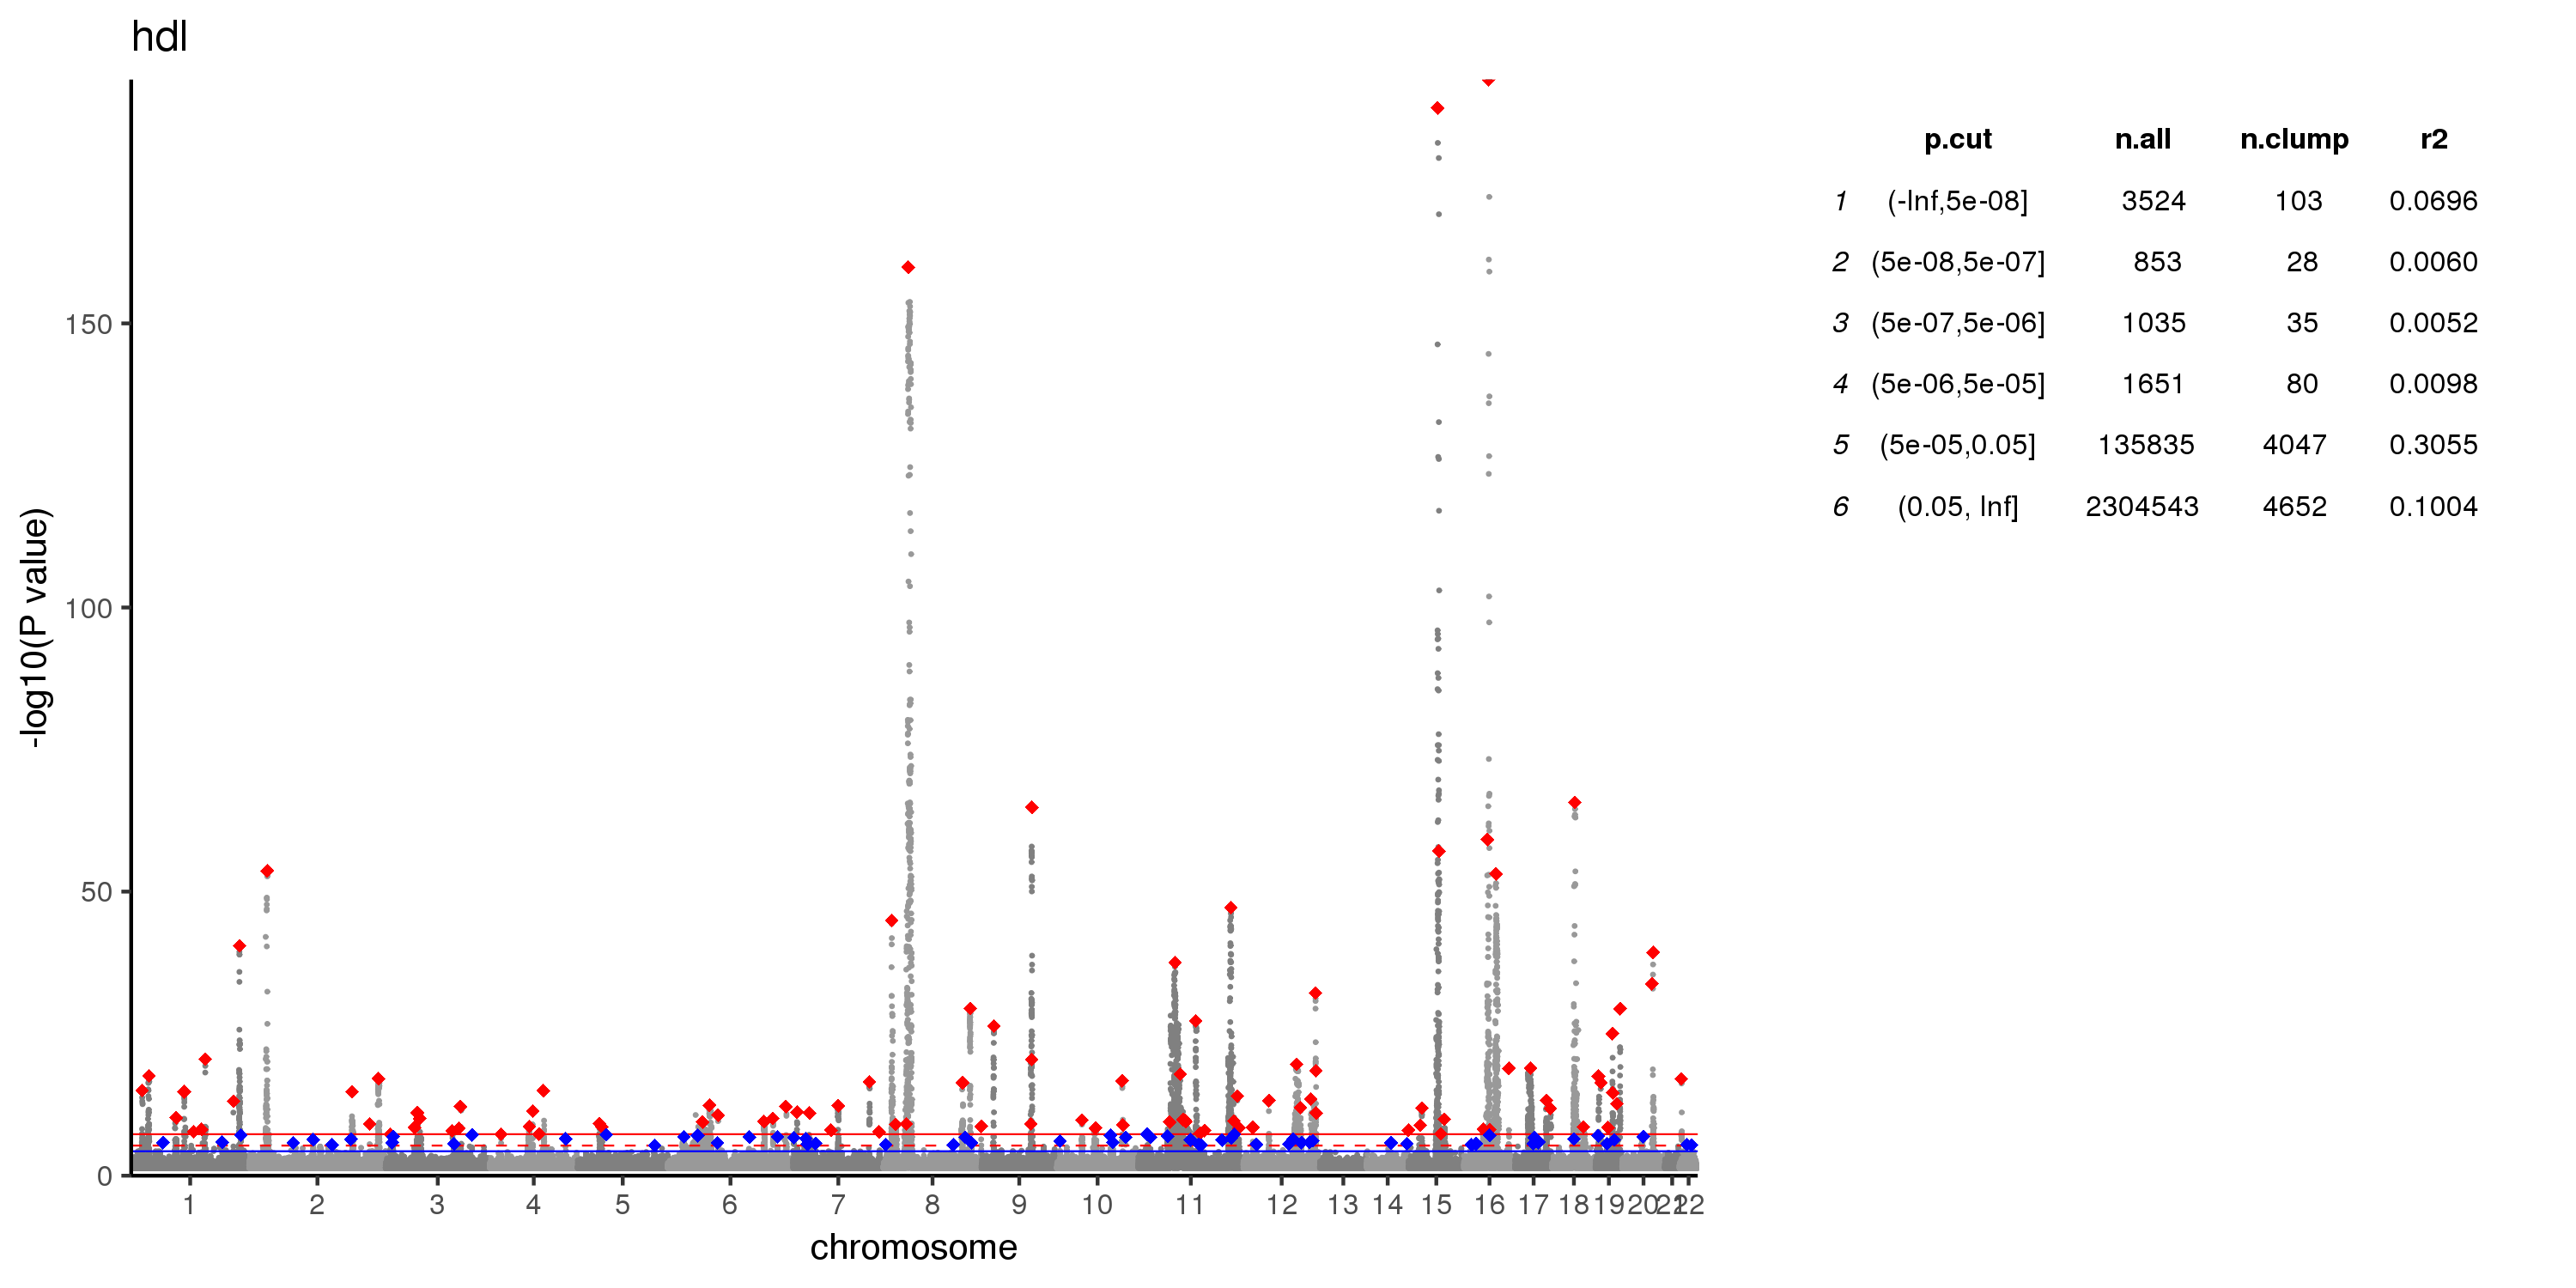 hdl
-log10(P value)
150
100
50
0
1 2 3 4 5 6 7 8 9 10 11 12 13 14 15 16 17 18 19 20 21 22
chromosome
p.cut n.all n.clump r2
1 (-Inf,5e-08] 3524 103 0.0696
2 (5e-08,5e-07] 853 28 0.0060
3 (5e-07,5e-06] 1035 35 0.0052
4 (5e-06,5e-05] 1651 80 0.0098
5 (5e-05,0.05] 135835 4047 0.3055
6 (0.05, Inf] 2304543 4652 0.1004